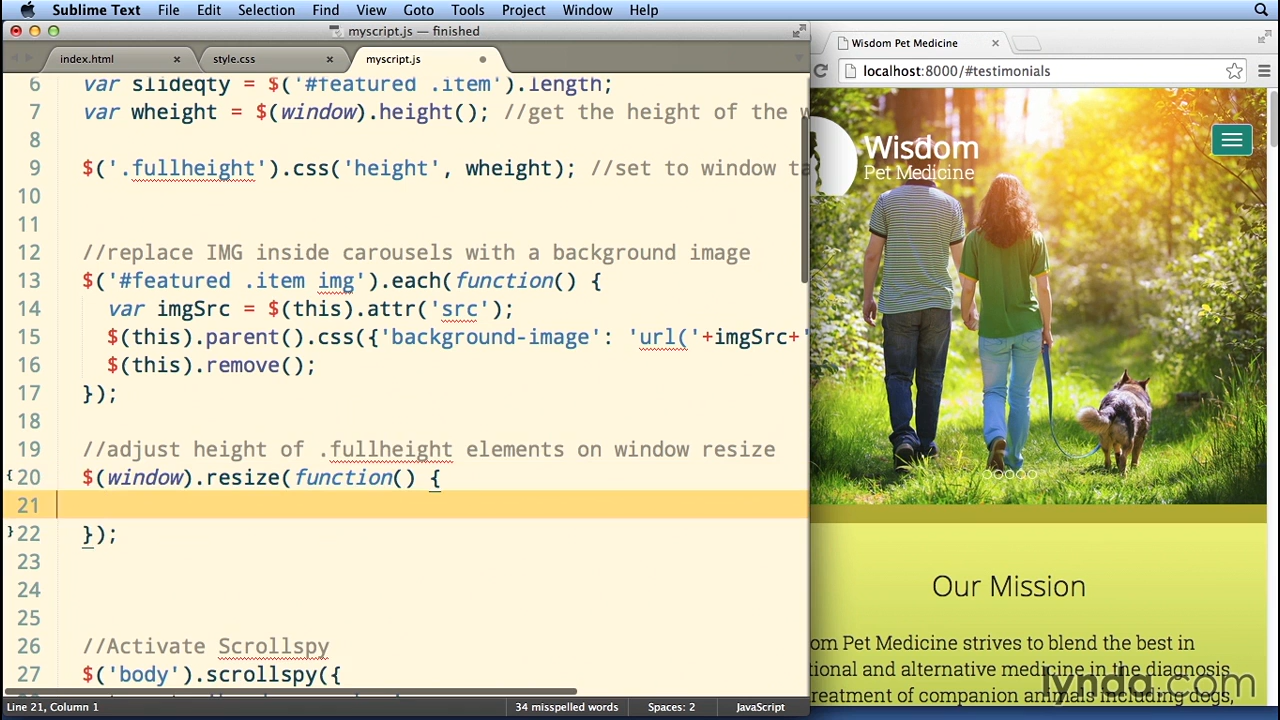 Sublime Text File Edit Selection Find View Goto Tools Project Window Help
myscript.js — finished
index.html × style.css × myscript.js
6 var slideqty = $('#featured .item').length;
7 var wheight = $(window).height(); //get the height of the w
8
9 $('.fullheight').css('height', wheight); //set to window ta
10
11
12 //replace IMG inside carousels with a background image
13 $('#featured .item img').each(function() {
14 var imgSrc = $(this).attr('src');
15 $(this).parent().css({'background-image': 'url('+imgSrc+'
16 $(this).remove();
17 });
18
19 //adjust height of .fullheight elements on window resize
20 $(window).resize(function() {
21
22 });
23
24
25
26 //Activate Scrollspy
27 $('body').scrollspy({
Line 21, Column 1 34 misspelled words Spaces: 2 JavaScript
Wisdom Pet Medicine ×
localhost:8000/#testimonials
Wisdom
Pet Medicine
Our Mission
om Pet Medicine strives to blend the best in
tional and alternative medicine in the diagnosis
reatment of companion animals including dogs,
lynda.com